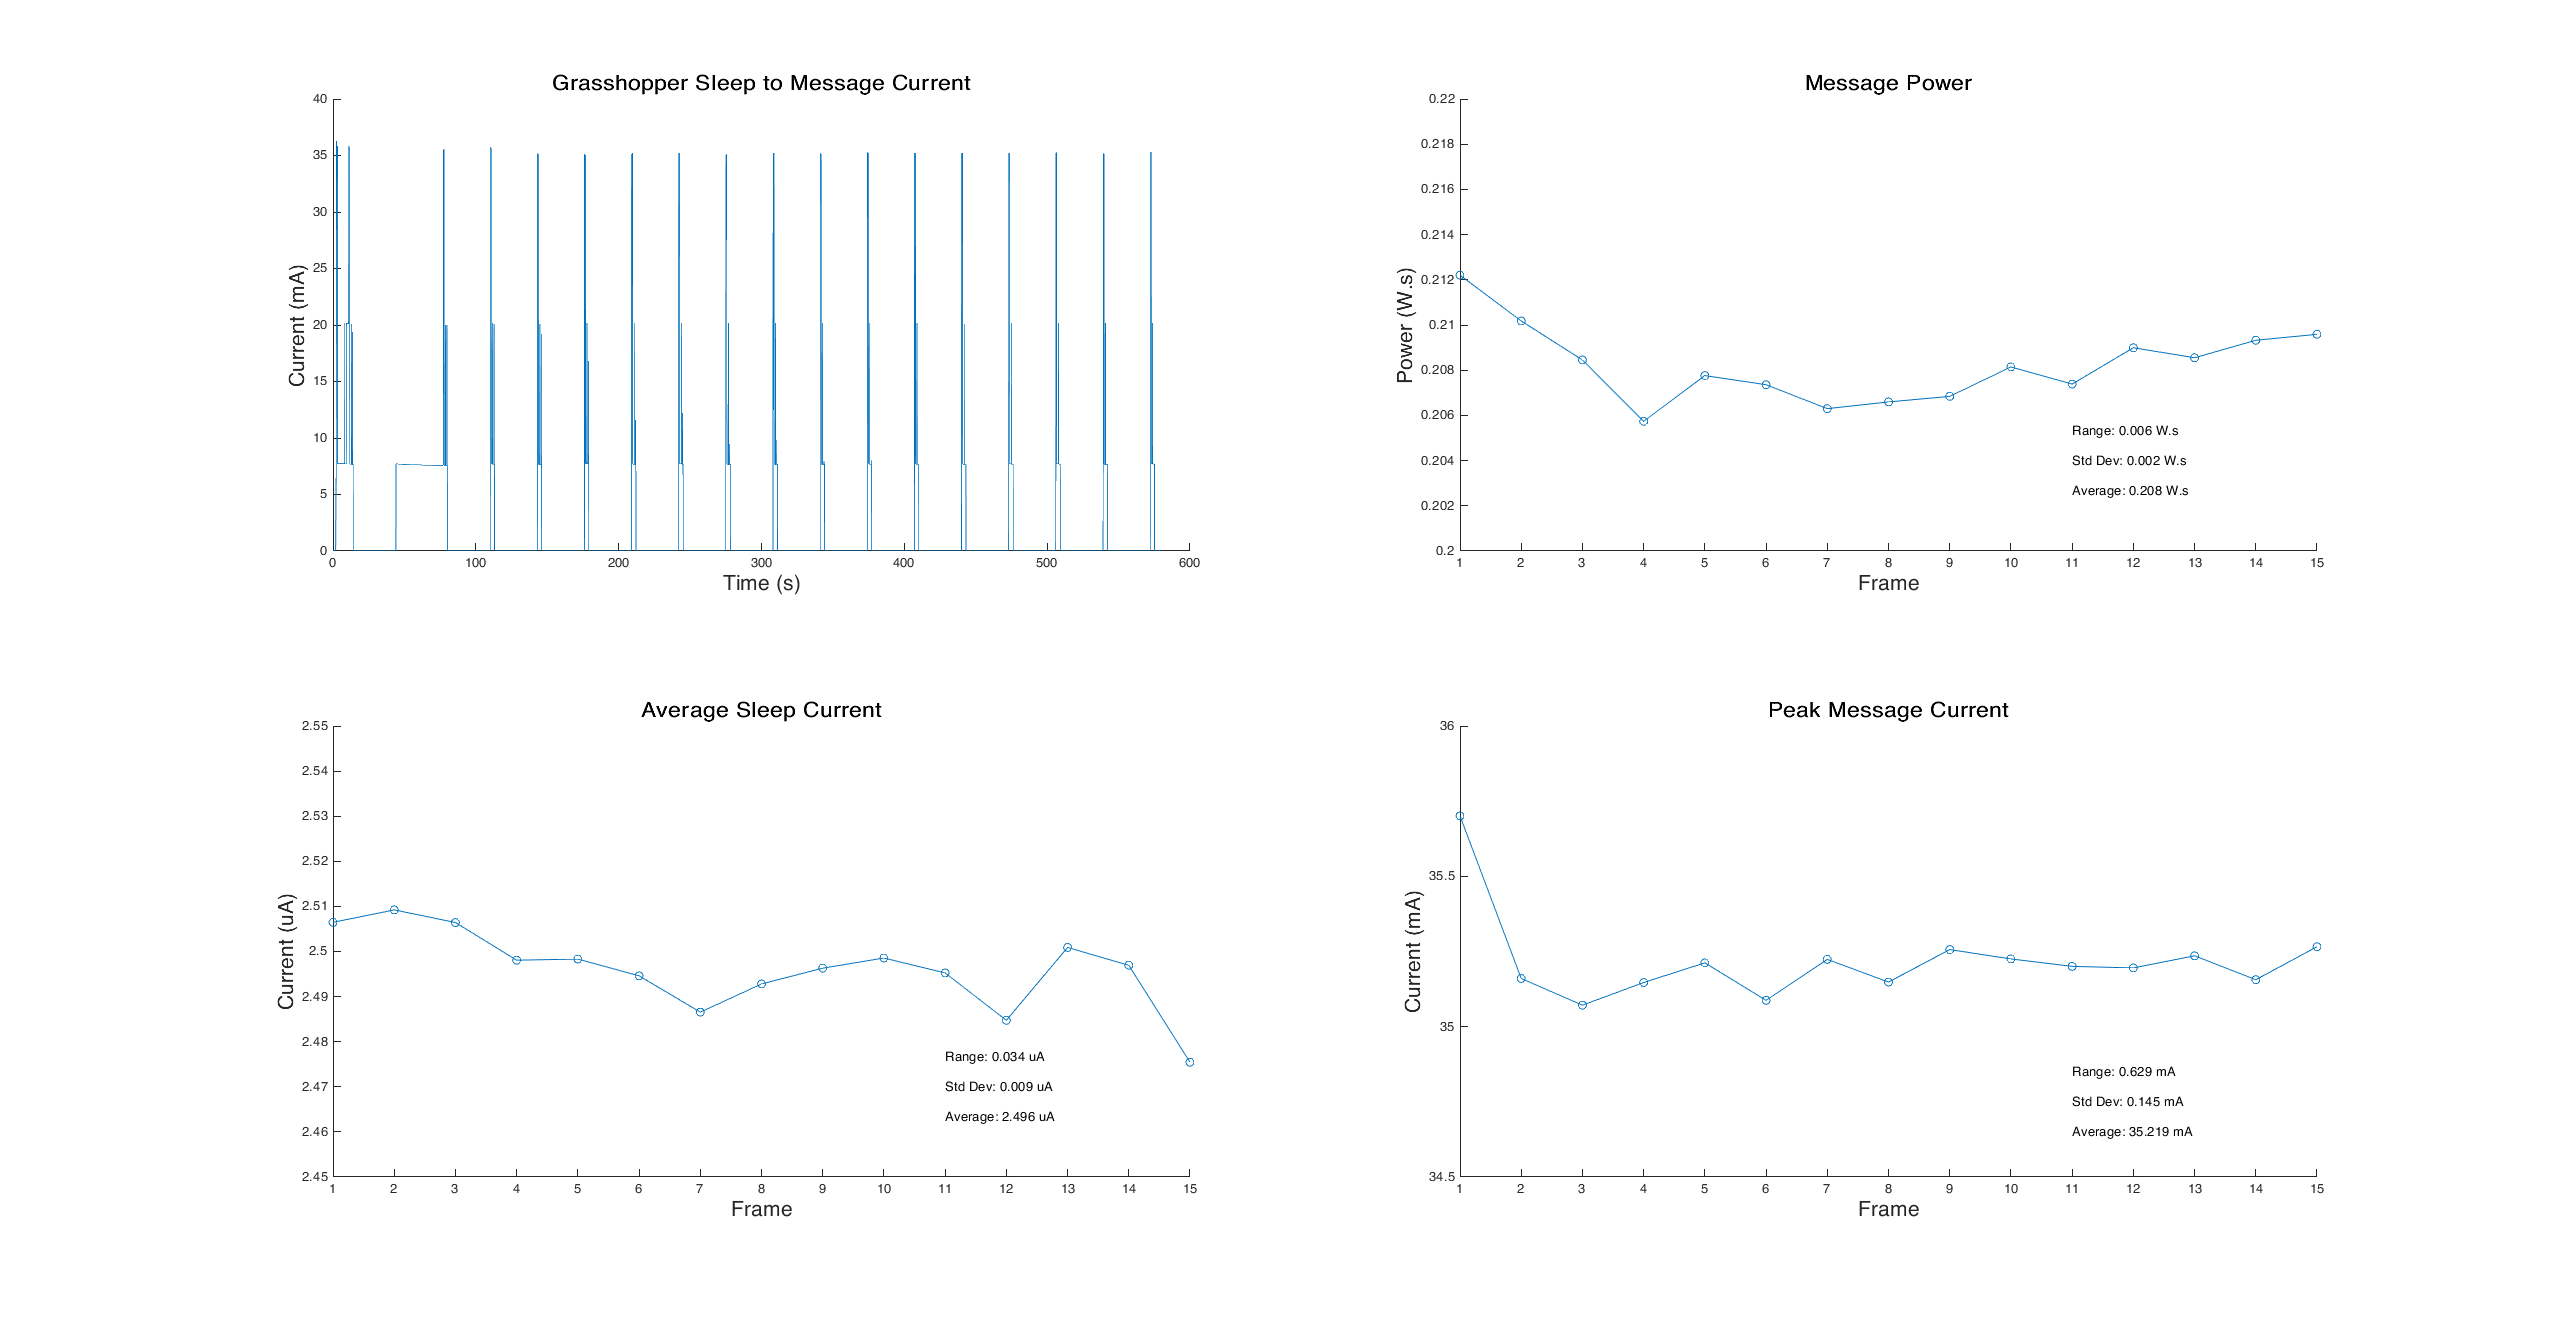 Grasshopper Sleep to Message Current
40
35
30
25
20
15
10
5
0
Current (mA)
0 100 200 300 400 500 600
Time (s)
Message Power
0.22
0.218
0.216
0.214
0.212
0.21
0.208
0.206
0.204
0.202
0.2
Power (W.s)
Range: 0.006 W.s
Std Dev: 0.002 W.s
Average: 0.208 W.s
1 2 3 4 5 6 7 8 9 10 11 12 13 14 15
Frame
Average Sleep Current
2.55
2.54
2.53
2.52
2.51
2.5
2.49
2.48
2.47
2.46
2.45
Current (uA)
Range: 0.034 uA
Std Dev: 0.009 uA
Average: 2.496 uA
1 2 3 4 5 6 7 8 9 10 11 12 13 14 15
Frame
Peak Message Current
36
35.5
35
34.5
Current (mA)
Range: 0.629 mA
Std Dev: 0.145 mA
Average: 35.219 mA
1 2 3 4 5 6 7 8 9 10 11 12 13 14 15
Frame